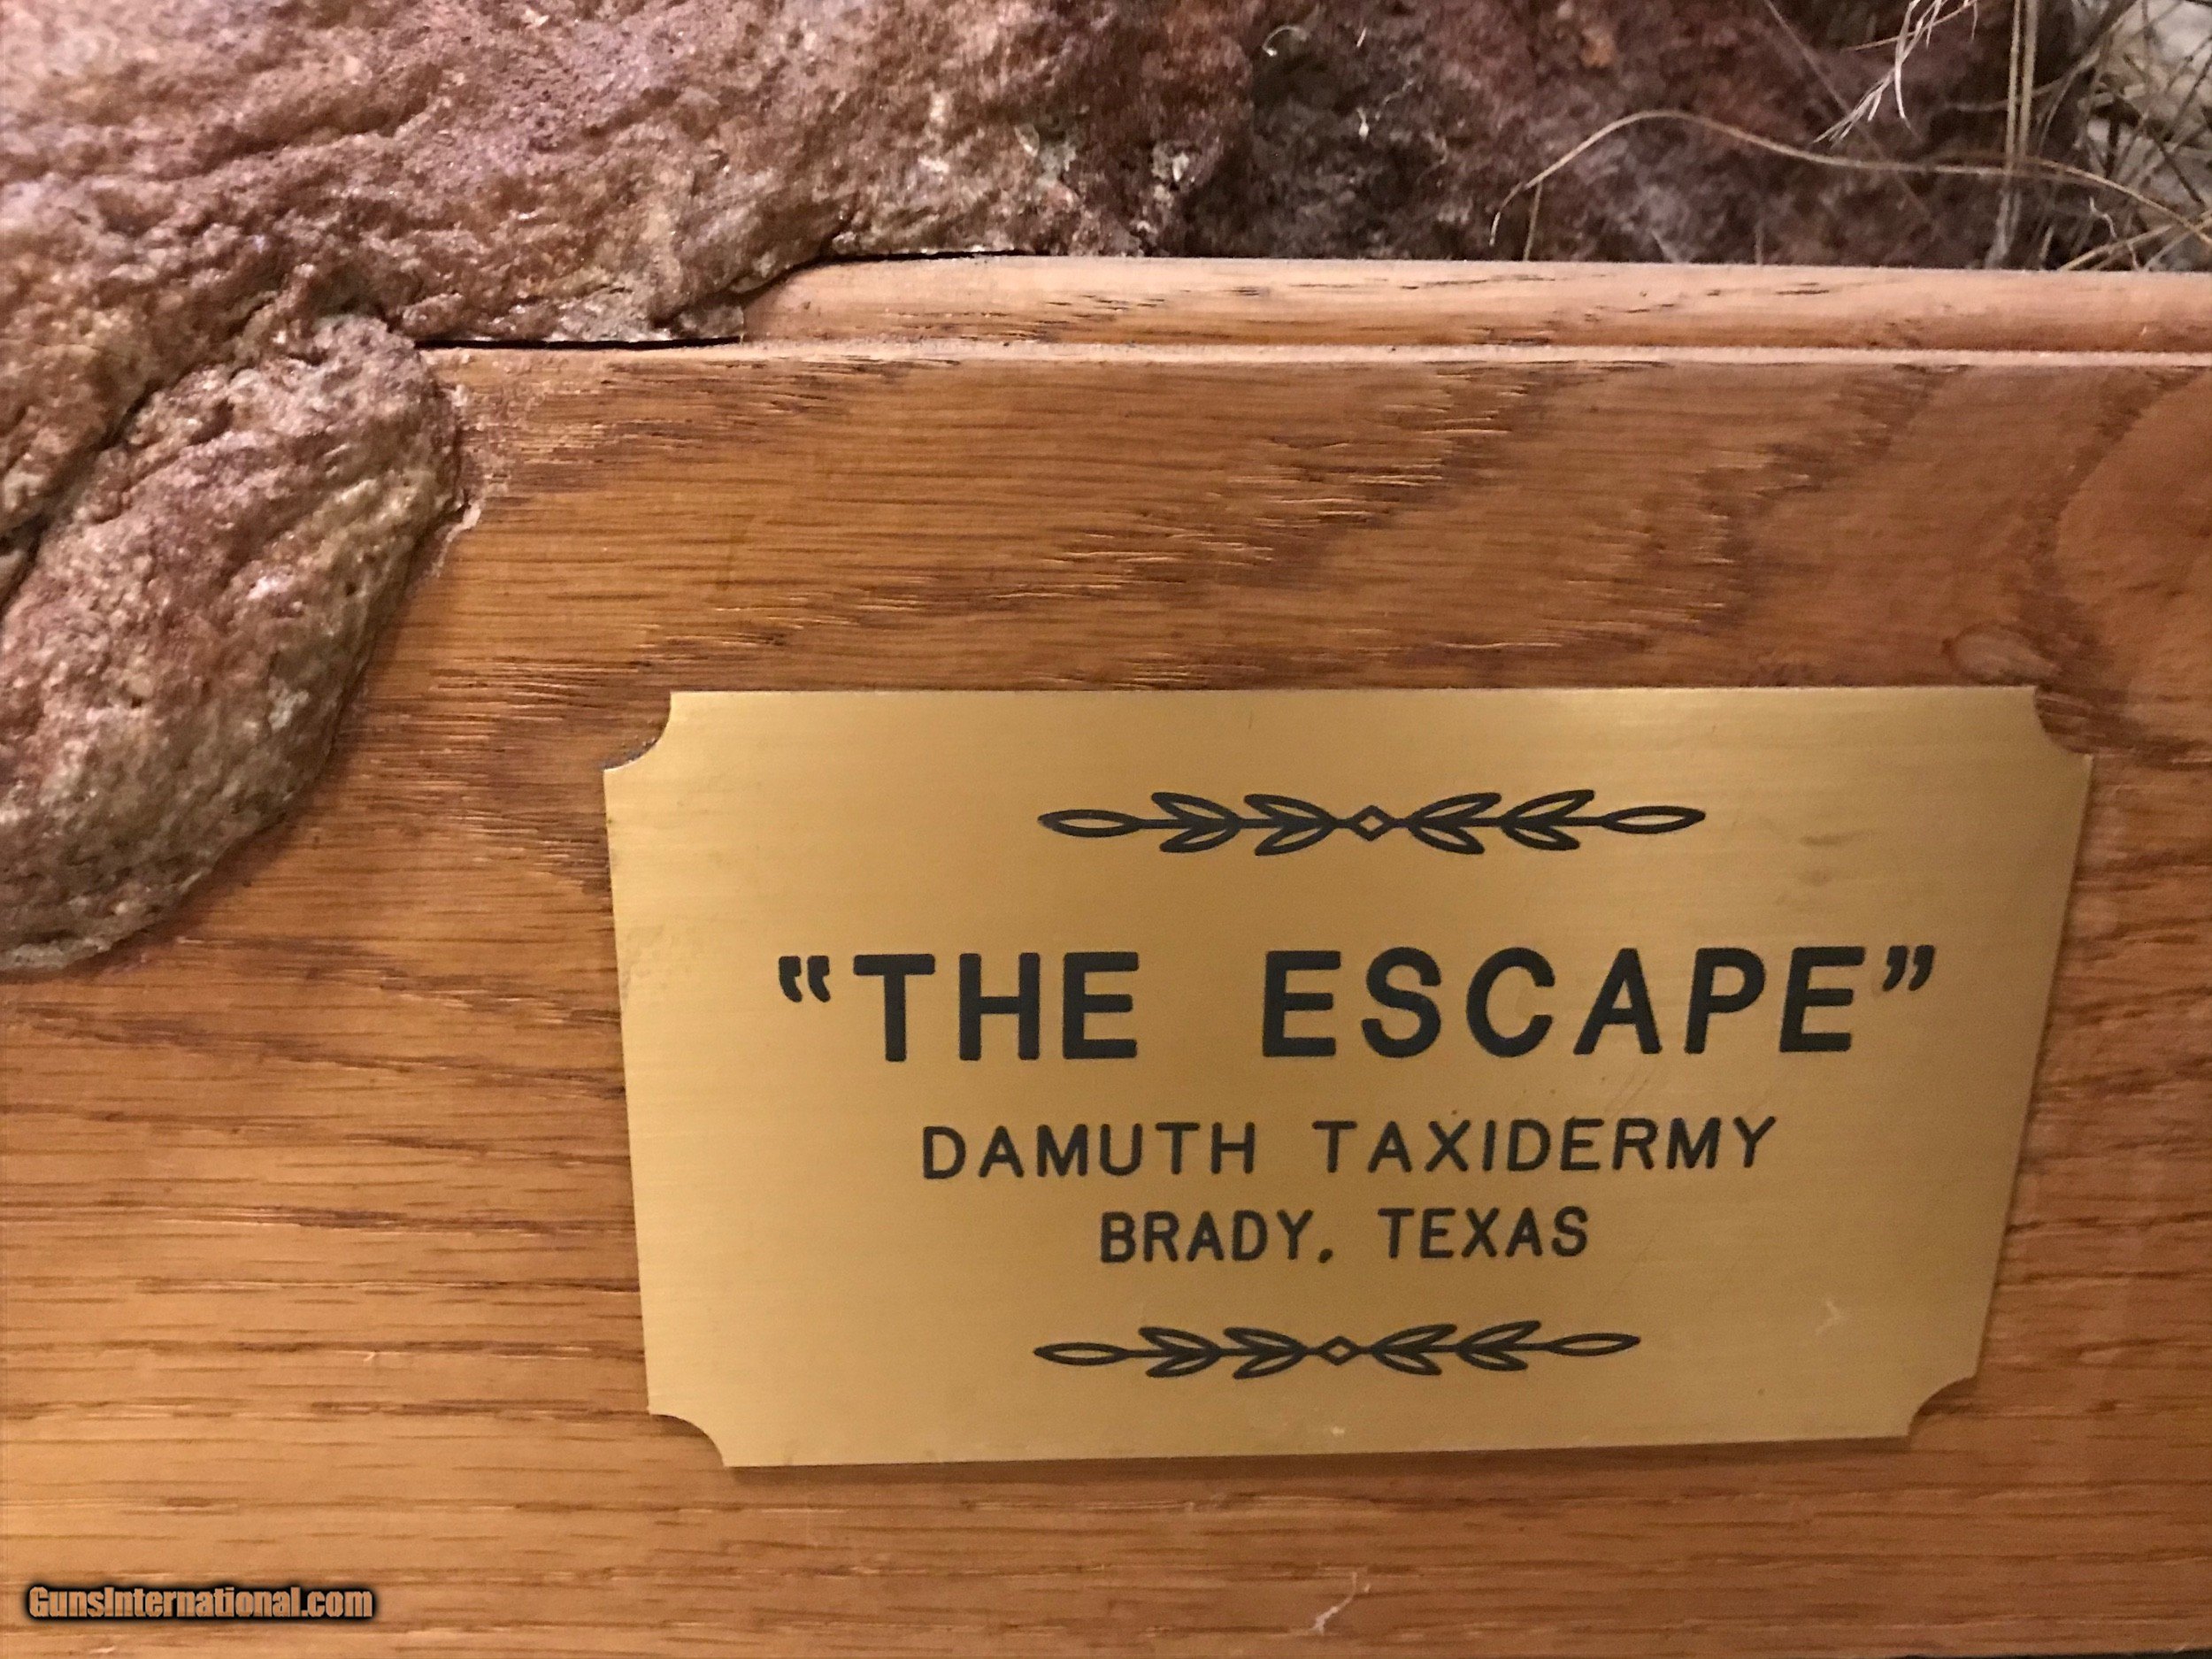 “THE ESCAPE”
DAMUTH TAXIDERMY
BRADY, TEXAS
GunsInternational.com